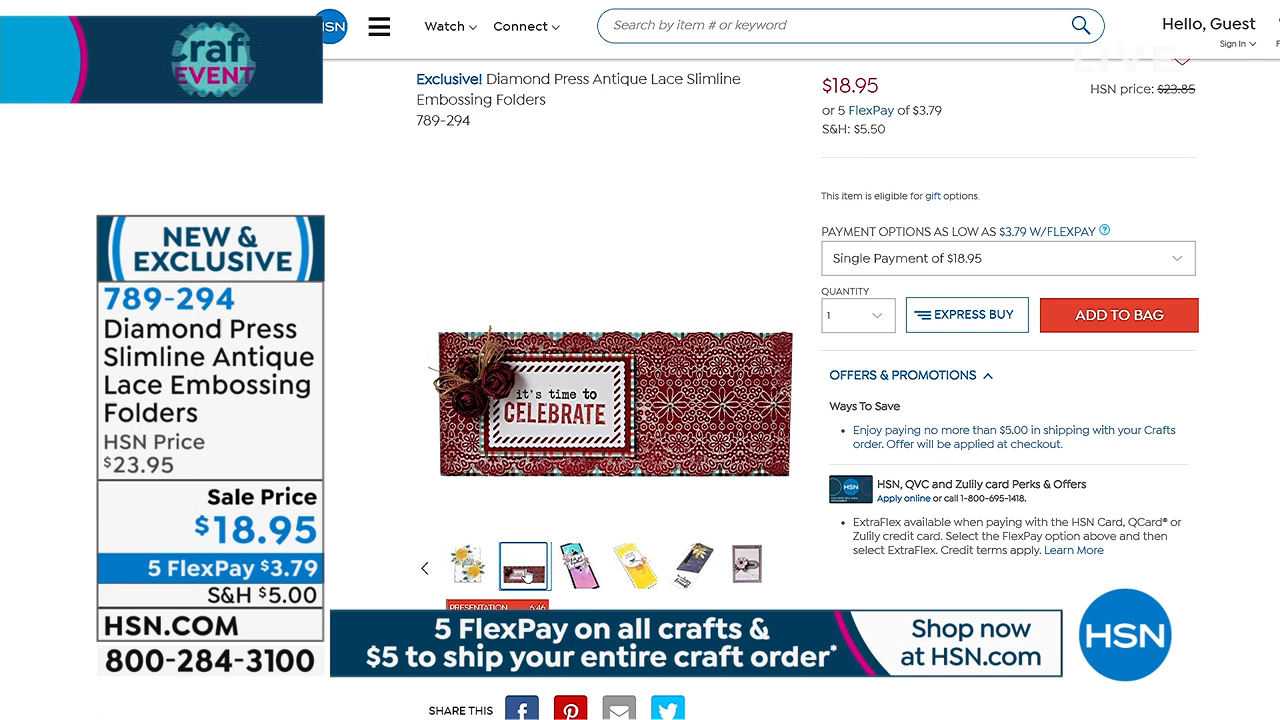 Craft
EVENT
HSN
Watch
Connect
Search by item # or keyword
Hello, Guest
Sign In
LIVE
Exclusive! Diamond Press Antique Lace Slimline
Embossing Folders
789-294
$18.95
HSN price: $23.85
or 5 FlexPay of $3.79
S&H: $5.50
This item is eligible for gift options.
PAYMENT OPTIONS AS LOW AS $3.79 W/FLEXPAY ?
Single Payment of $18.95
QUANTITY
1
EXPRESS BUY
ADD TO BAG
OFFERS & PROMOTIONS
Ways To Save
• Enjoy paying no more than $5.00 in shipping with your Crafts
order. Offer will be applied at checkout.
HSN
HSN, QVC and Zulily card Perks & Offers
Apply online or call 1-800-695-1418.
• ExtraFlex available when paying with the HSN Card, QCard® or
Zulily credit card. Select the FlexPay option above and then
select ExtraFlex. Credit terms apply. Learn More
NEW &
EXCLUSIVE
789-294
Diamond Press
Slimline Antique
Lace Embossing
Folders
HSN Price
$23.95
Sale Price
$18.95
5 FlexPay $3.79
S&H $5.00
HSN.COM
800-284-3100
it's time to
CELEBRATE
PRESENTATION 6:46
5 FlexPay on all crafts &
$5 to ship your entire craft order*
Shop now
at HSN.com
HSN
SHARE THIS